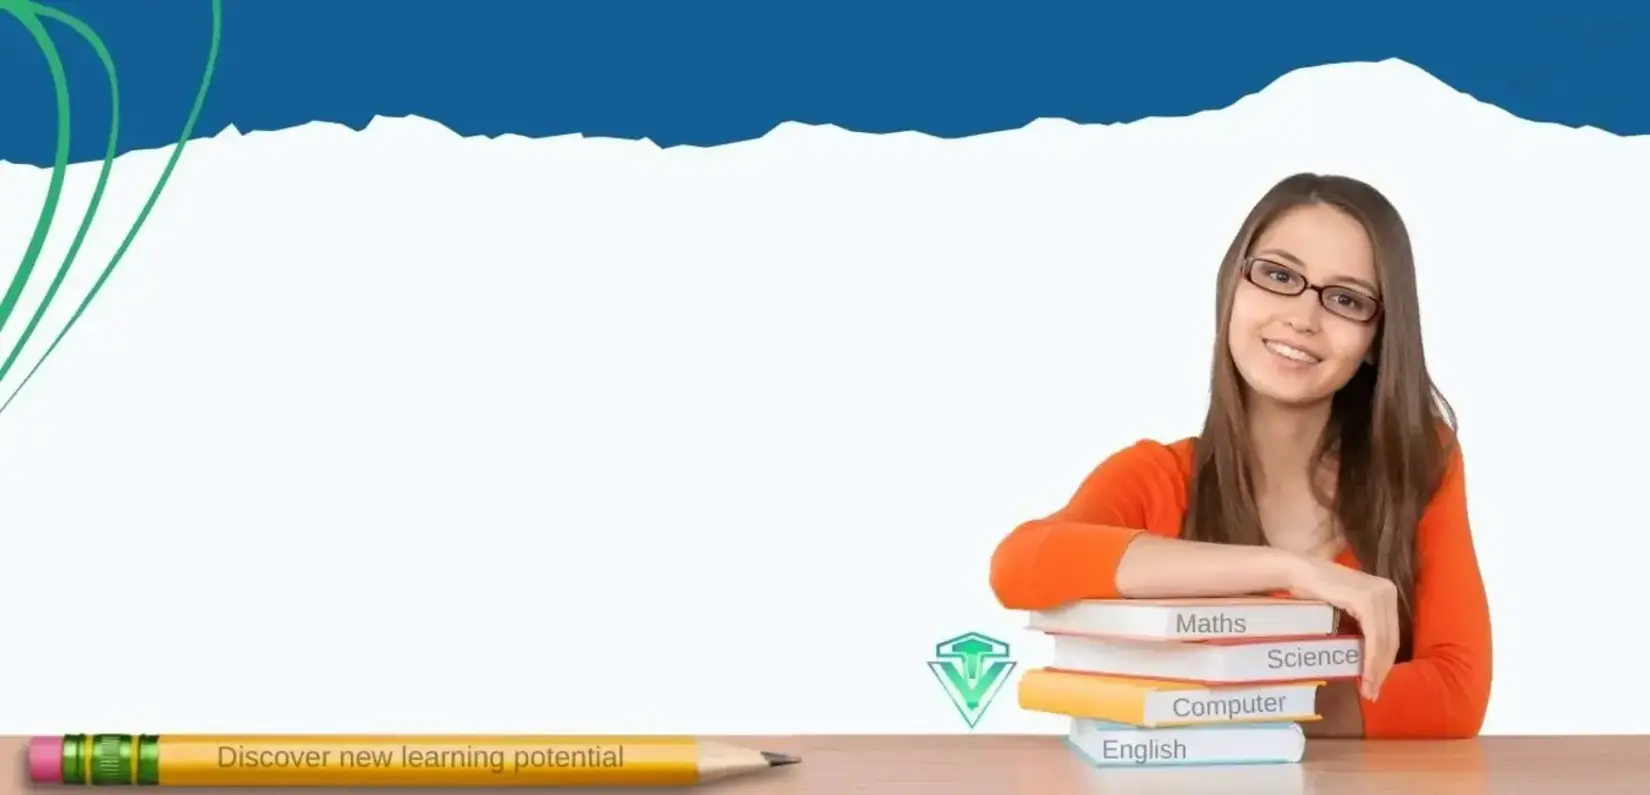 Maths
Science
Computer
English
Discover new learning potential